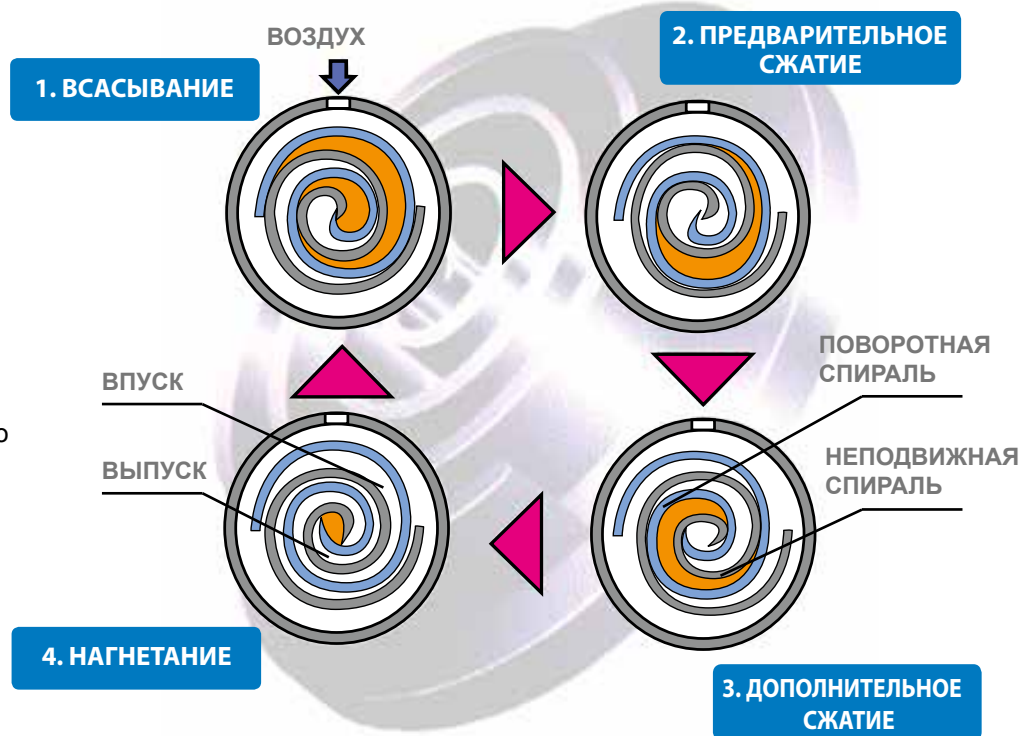 ВОЗДУХ
1. ВСАСЫВАНИЕ
2. ПРЕДВАРИТЕЛЬНОЕ
СЖАТИЕ
ПОВОРОТНАЯ
СПИРАЛЬ
ВПУСК
о
ВЫПУСК
НЕПОДВИЖНАЯ
СПИРАЛЬ
4. НАГНЕТАНИЕ
3. ДОПОЛНИТЕЛЬНОЕ
СЖАТИЕ